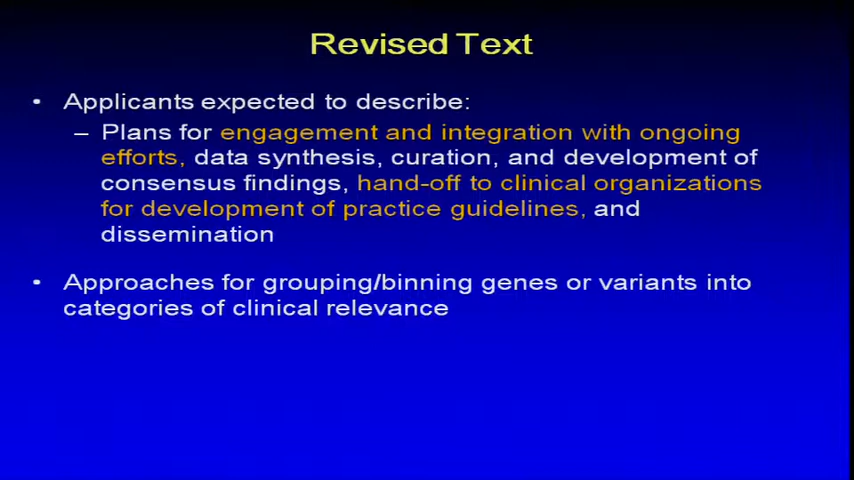 Revised Text
• Applicants expected to describe:
– Plans for engagement and integration with ongoing
efforts, data synthesis, curation, and development of
consensus findings, hand-off to clinical organizations
for development of practice guidelines, and
dissemination
• Approaches for grouping/binning genes or variants into
categories of clinical relevance